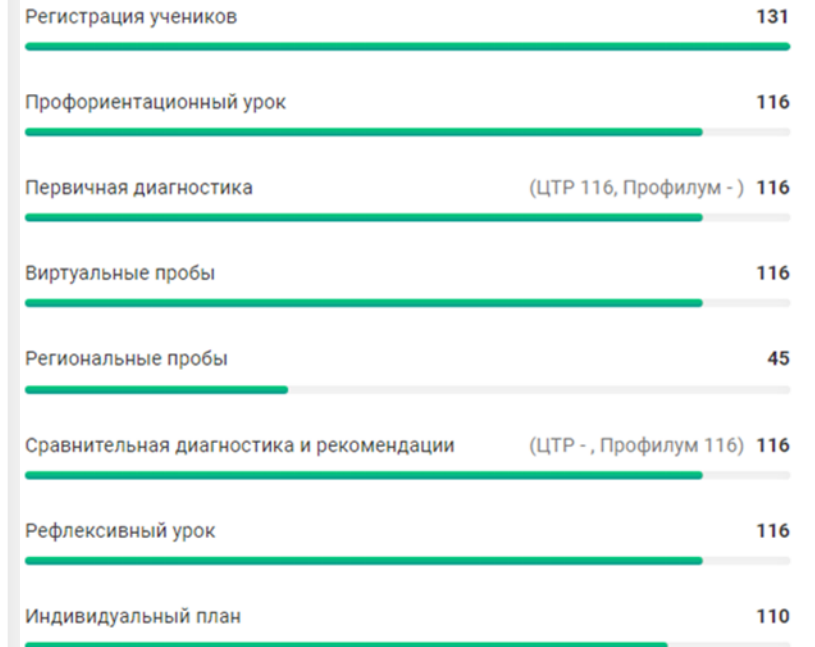 Регистрация учеников 131
Профориентационный урок 116
Первичная диагностика (ЦТР 116, Профилум - ) 116
Виртуальные пробы 116
Региональные пробы 45
Сравнительная диагностика и рекомендации (ЦТР - , Профилум 116) 116
Рефлексивный урок 116
Индивидуальный план 110